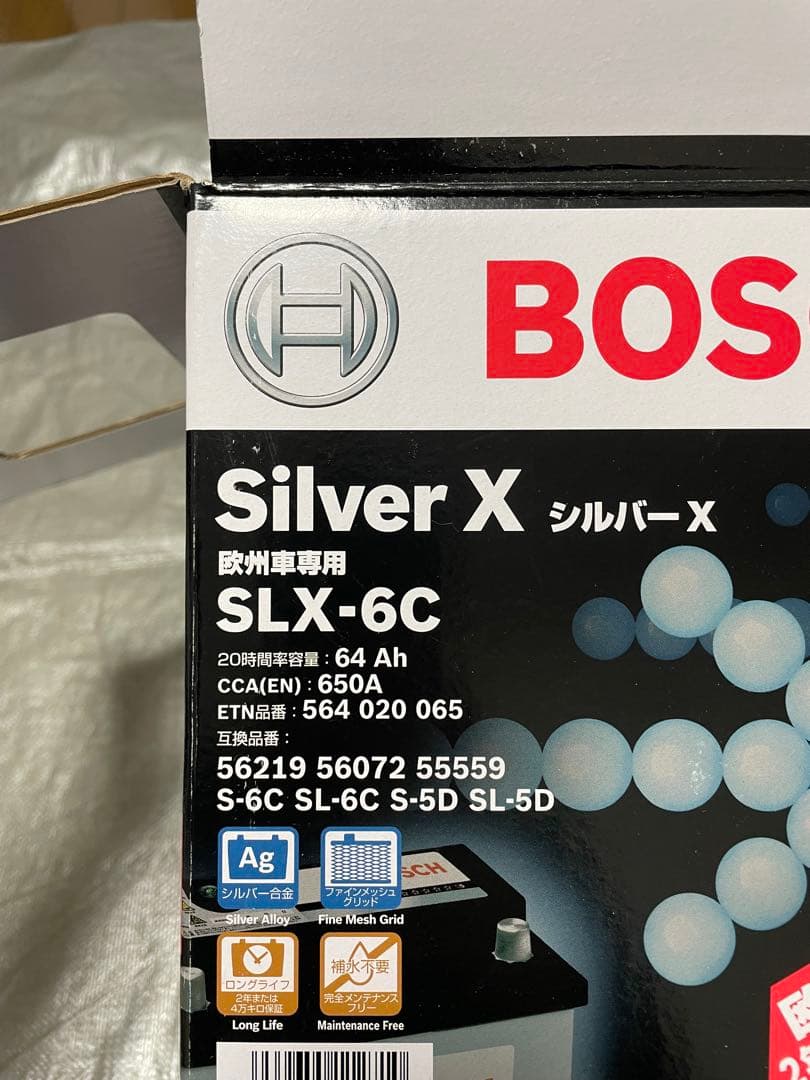 BOSC
Silver X シルバーX
欧州車専用
SLX-6C
20時間率容量：64 Ah
CCA(EN)：650A
ETN品番：564 020 065
互換品番：
56219 56072 55559
S-6C SL-6C S-5D SL-5D
Ag
シルバー合金
Silver Alloy
ファインメッシュ
グリッド
Fine Mesh Grid
SCH
ロングライフ
2年または
4万キロ保証
Long Life
補水不要
完全メンテナンス
フリー
Maintenance Free
欧